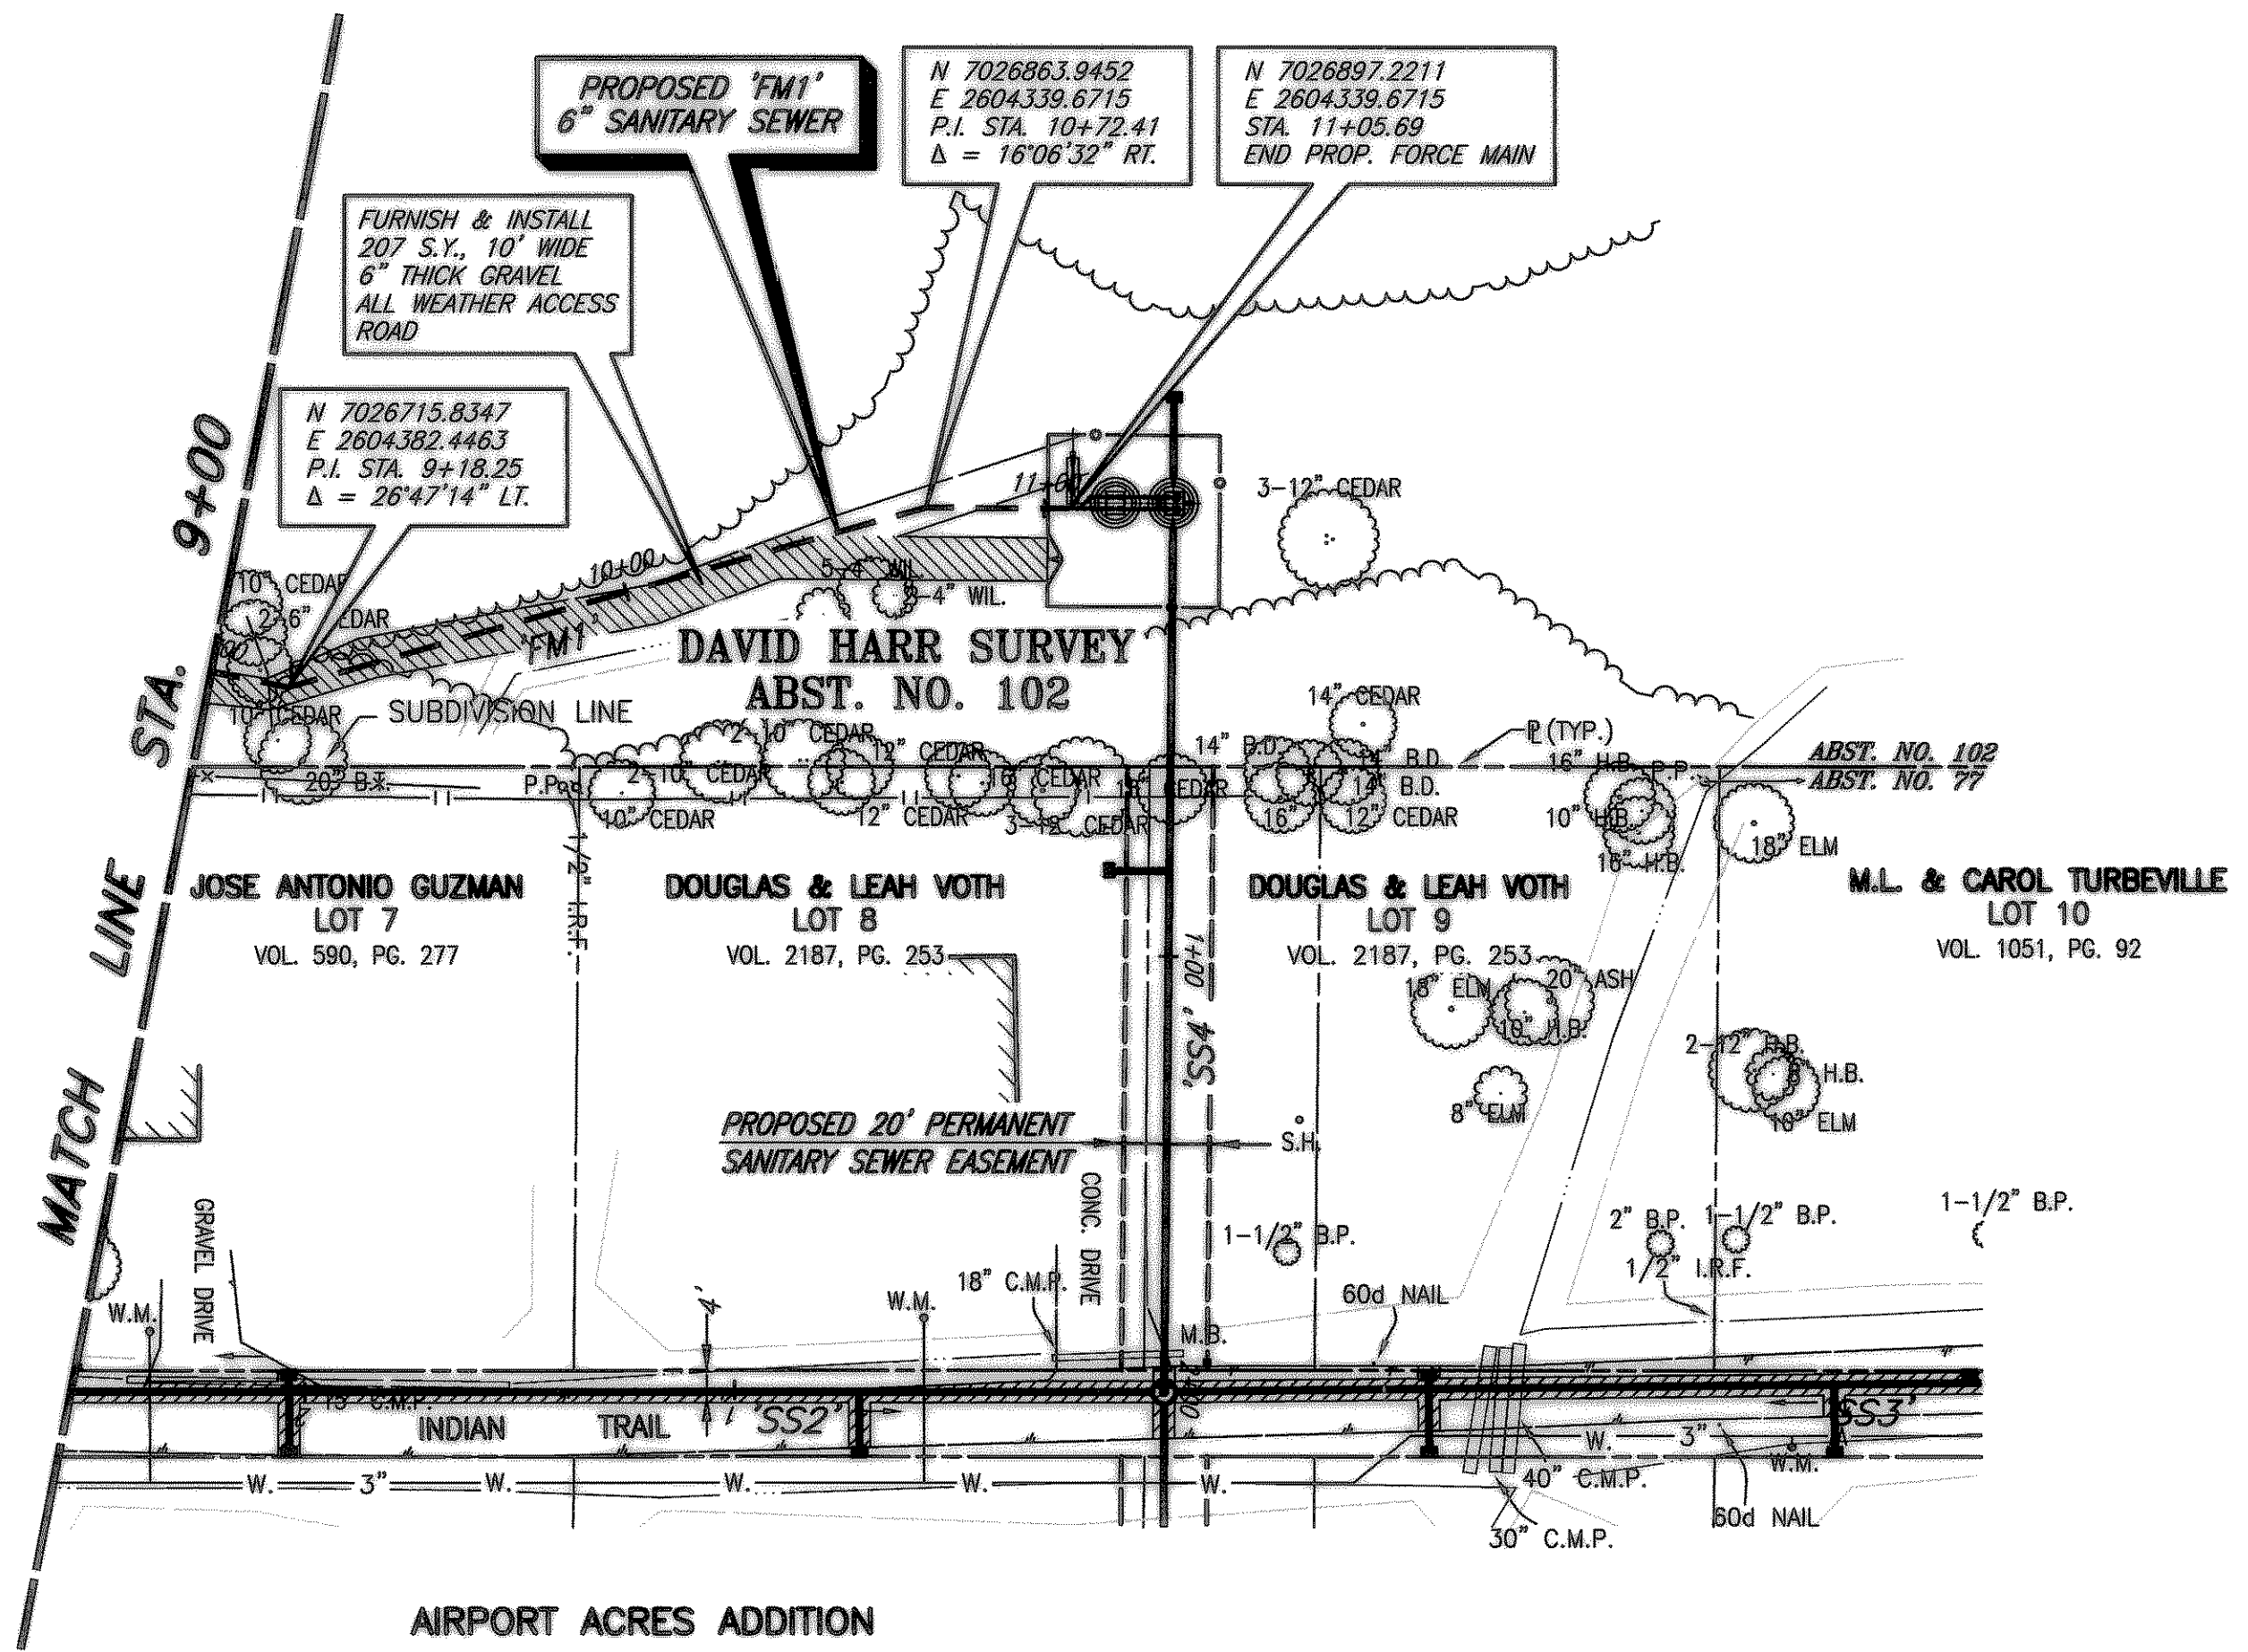 PROPOSED 'FM1'
6" SANITARY SEWER
N 7026863.9452
E 2604339.6715
P.I. STA. 10+72.41
Δ = 16°06'32" RT.
N 7026897.2211
E 2604339.6715
STA. 11+05.69
END PROP. FORCE MAIN
FURNISH & INSTALL
207 S.Y., 10' WIDE
6" THICK GRAVEL
ALL WEATHER ACCESS
ROAD
N 7026715.8347
E 2604382.4463
P.I. STA. 9+18.25
Δ = 26°47'14" LT.
MATCH LINE STA. 9+00
3-12" CEDAR
10+00
10" CEDAR
2-6" CEDAR
5-4" WIL.
-4" WIL.
'FM1'
DAVID HARR SURVEY
ABST. NO. 102
10" CEDAR
SUBDIVISION LINE
14" CEDAR
2-10" CEDAR
12" CEDAR
14" B.D.
14" B.D.
℄ (TYP.)
16" H.B.
P.P.
ABST. NO. 102
ABST. NO. 77
20" B.T.
P.P.
2-10" CEDAR
16" CEDAR
18" CEDAR
14" B.D.
10" CEDAR
12" CEDAR
3-12" CEDAR
16"
12" CEDAR
10" H.B.
16" H.B.
18" ELM
1/2" I.R.F.
JOSE ANTONIO GUZMAN
LOT 7
VOL. 590, PG. 277
DOUGLAS & LEAH VOTH
LOT 8
VOL. 2187, PG. 253
DOUGLAS & LEAH VOTH
LOT 9
VOL. 2187, PG. 253
M.L. & CAROL TURBEVILLE
LOT 10
VOL. 1051, PG. 92
1+00
'SS4'
18" ELM
20" ASH
10" H.B.
8" ELM
2-12" H.B.
8" H.B.
10" ELM
PROPOSED 20' PERMANENT
SANITARY SEWER EASEMENT
S.H.
GRAVEL DRIVE
CONC. DRIVE
1-1/2" B.P.
2" B.P.
1-1/2" B.P.
1-1/2" B.P.
1/2" I.R.F.
W.M.
4'
W.M.
18" C.M.P.
60d NAIL
M.B.
15" C.M.P.
INDIAN TRAIL
'SS2'
'SS3'
W. 3" W. W. W. W.
W. 3"
W.M.
40" C.M.P.
30" C.M.P.
60d NAIL
AIRPORT ACRES ADDITION